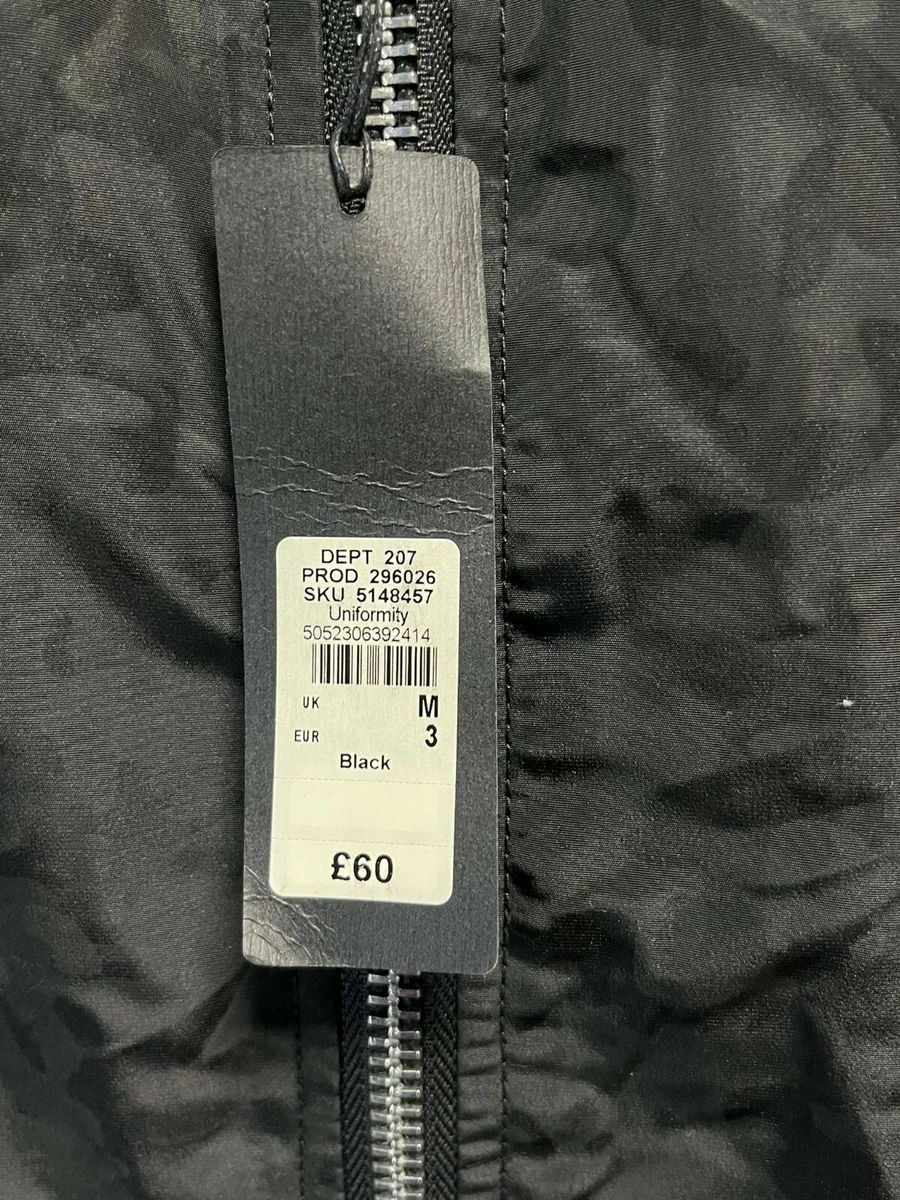 DEPT 207
PROD 296026
SKU 5148457
Uniformity
5052306392414
UK M
EUR 3
Black
£60